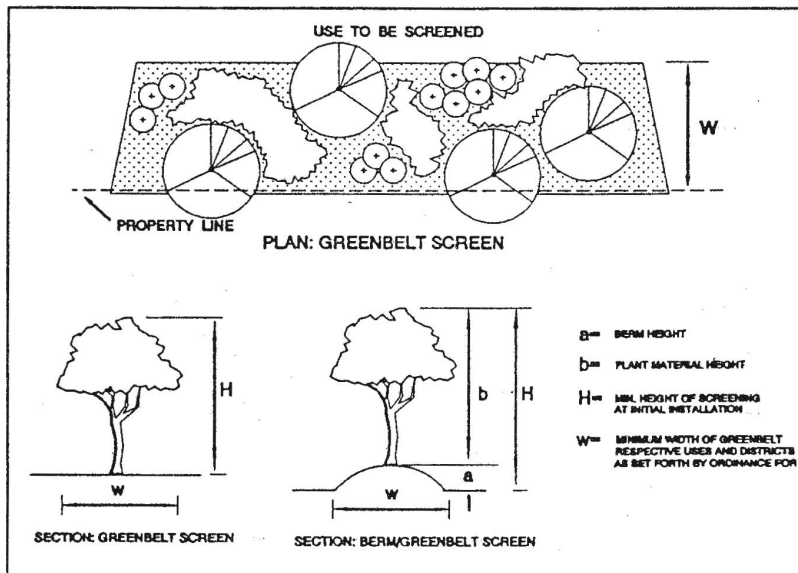 USE TO BE SCREENED
W
PROPERTY LINE
PLAN: GREENBELT SCREEN
H
W
SECTION: GREENBELT SCREEN
b
H
a
W
SECTION: BERM/GREENBELT SCREEN
a= BERM HEIGHT
b= PLANT MATERIAL HEIGHT
H= MIN. HEIGHT OF SCREENING
AT INITIAL INSTALLATION
W= MINIMUM WIDTH OF GREENBELT
RESPECTIVE USES AND DISTRICTS
AS SET FORTH BY ORDINANCE FOR